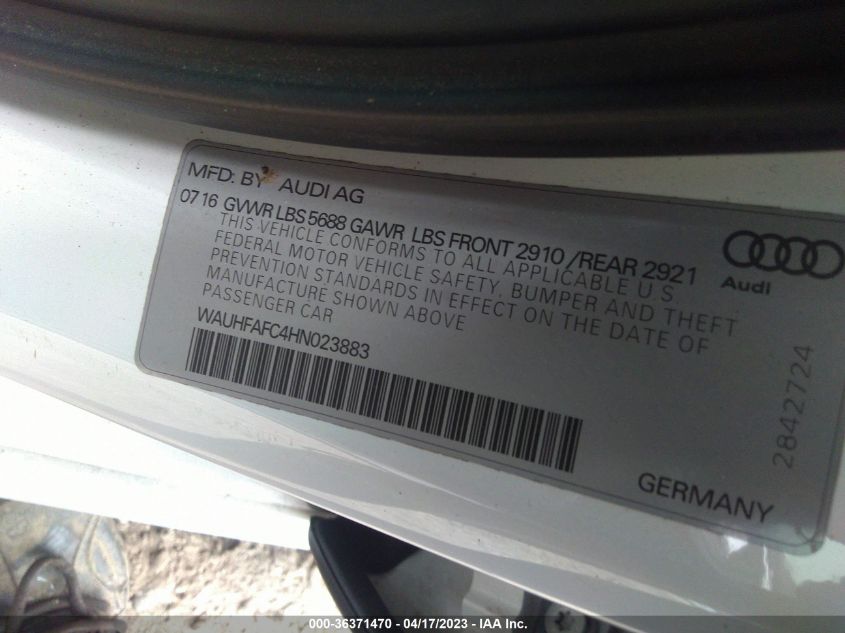 MFD: BY AUDI AG
0716 GVWR LBS 5688 GAWR LBS FRONT 2910 /REAR 2921
THIS VEHICLE CONFORMS TO ALL APPLICABLE U.S.
FEDERAL MOTOR VEHICLE SAFETY, BUMPER AND THEFT
PREVENTION STANDARDS IN EFFECT ON THE DATE OF
MANUFACTURE SHOWN ABOVE
PASSENGER CAR
WAUHFAFC4HN023883
Audi
2842724
GERMANY
000-36371470 - 04/17/2023 - IAA Inc.